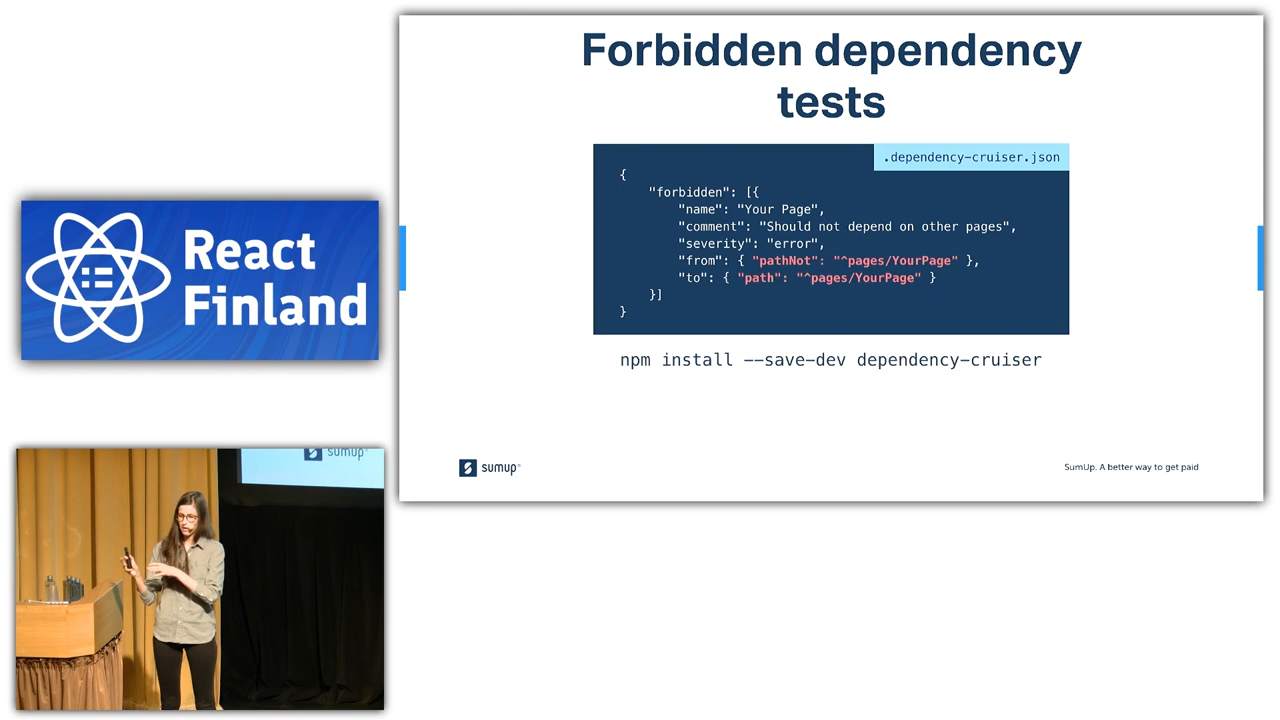 React
Finland
Forbidden dependency
tests
.dependency-cruiser.json
{
"forbidden": [{
"name": "Your Page",
"comment": "Should not depend on other pages",
"severity": "error",
"from": { "pathNot": "^pages/YourPage" },
"to": { "path": "^pages/YourPage" }
}]
}
npm install --save-dev dependency-cruiser
sumup
SumUp. A better way to get paid
sumup